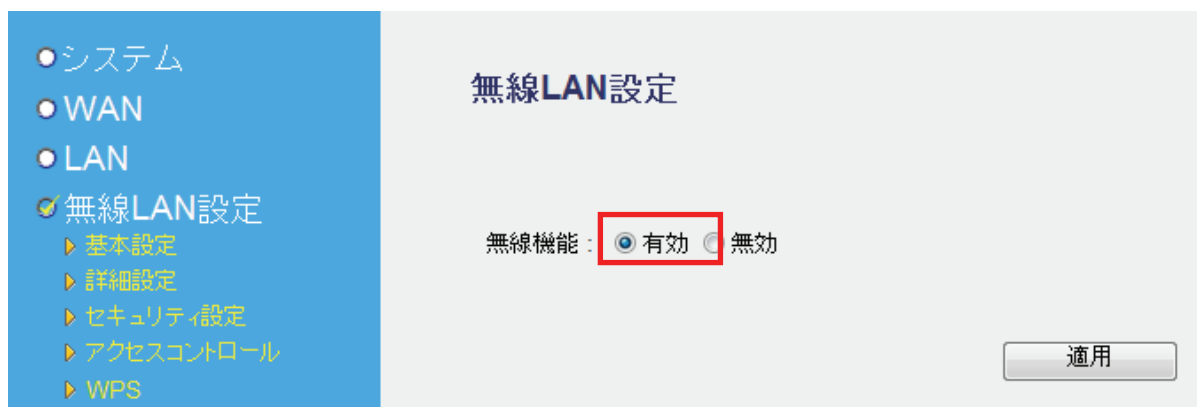 システム
WAN
LAN
無線LAN設定
基本設定
詳細設定
セキュリティ設定
アクセスコントロール
WPS
無線LAN設定
無線機能 : 有効 無効
適用